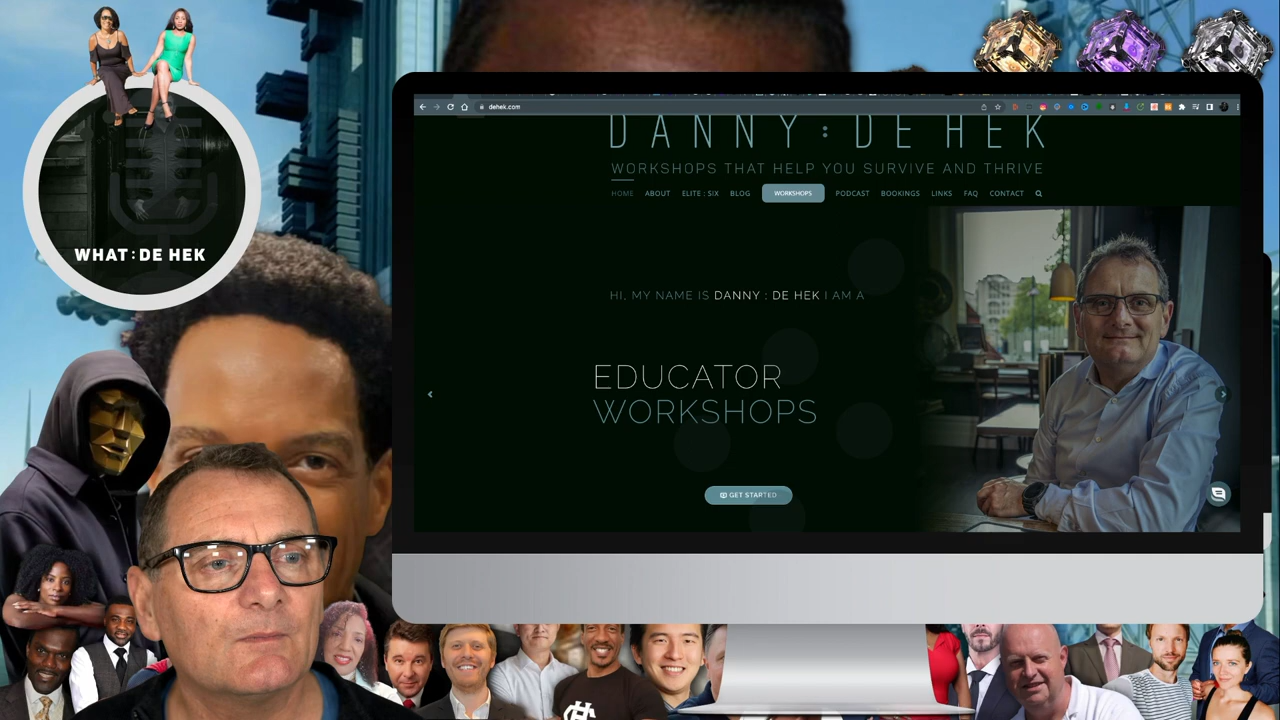 WHAT : DE HEK
dehek.com
DANNY : DE HEK
WORKSHOPS THAT HELP YOU SURVIVE AND THRIVE
HOME ABOUT ELITE : SIX BLOG WORKSHOPS PODCAST BOOKINGS LINKS FAQ CONTACT
HI, MY NAME IS DANNY : DE HEK I AM A
EDUCATOR
WORKSHOPS
GET STARTED